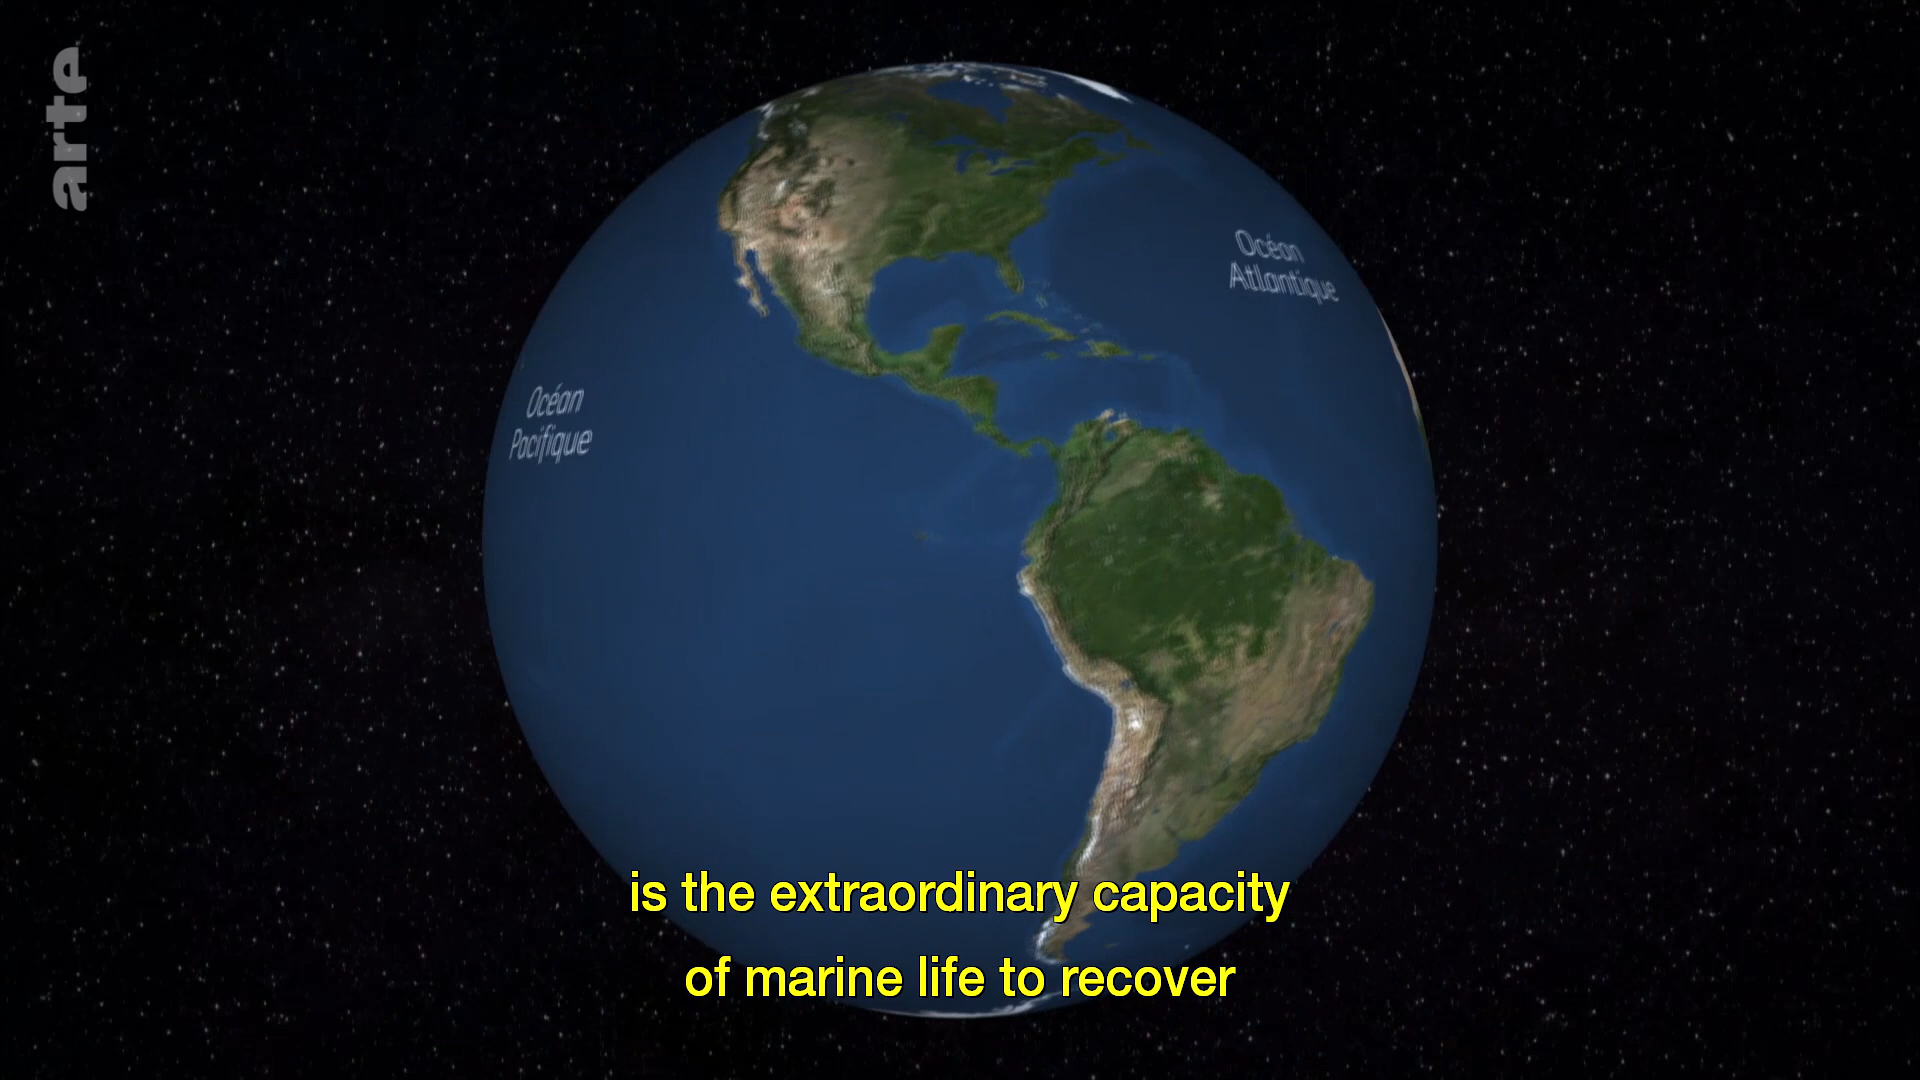 arte
Océan
Atlantique
Océan
Pacifique
is the extraordinary capacity
of marine life to recover